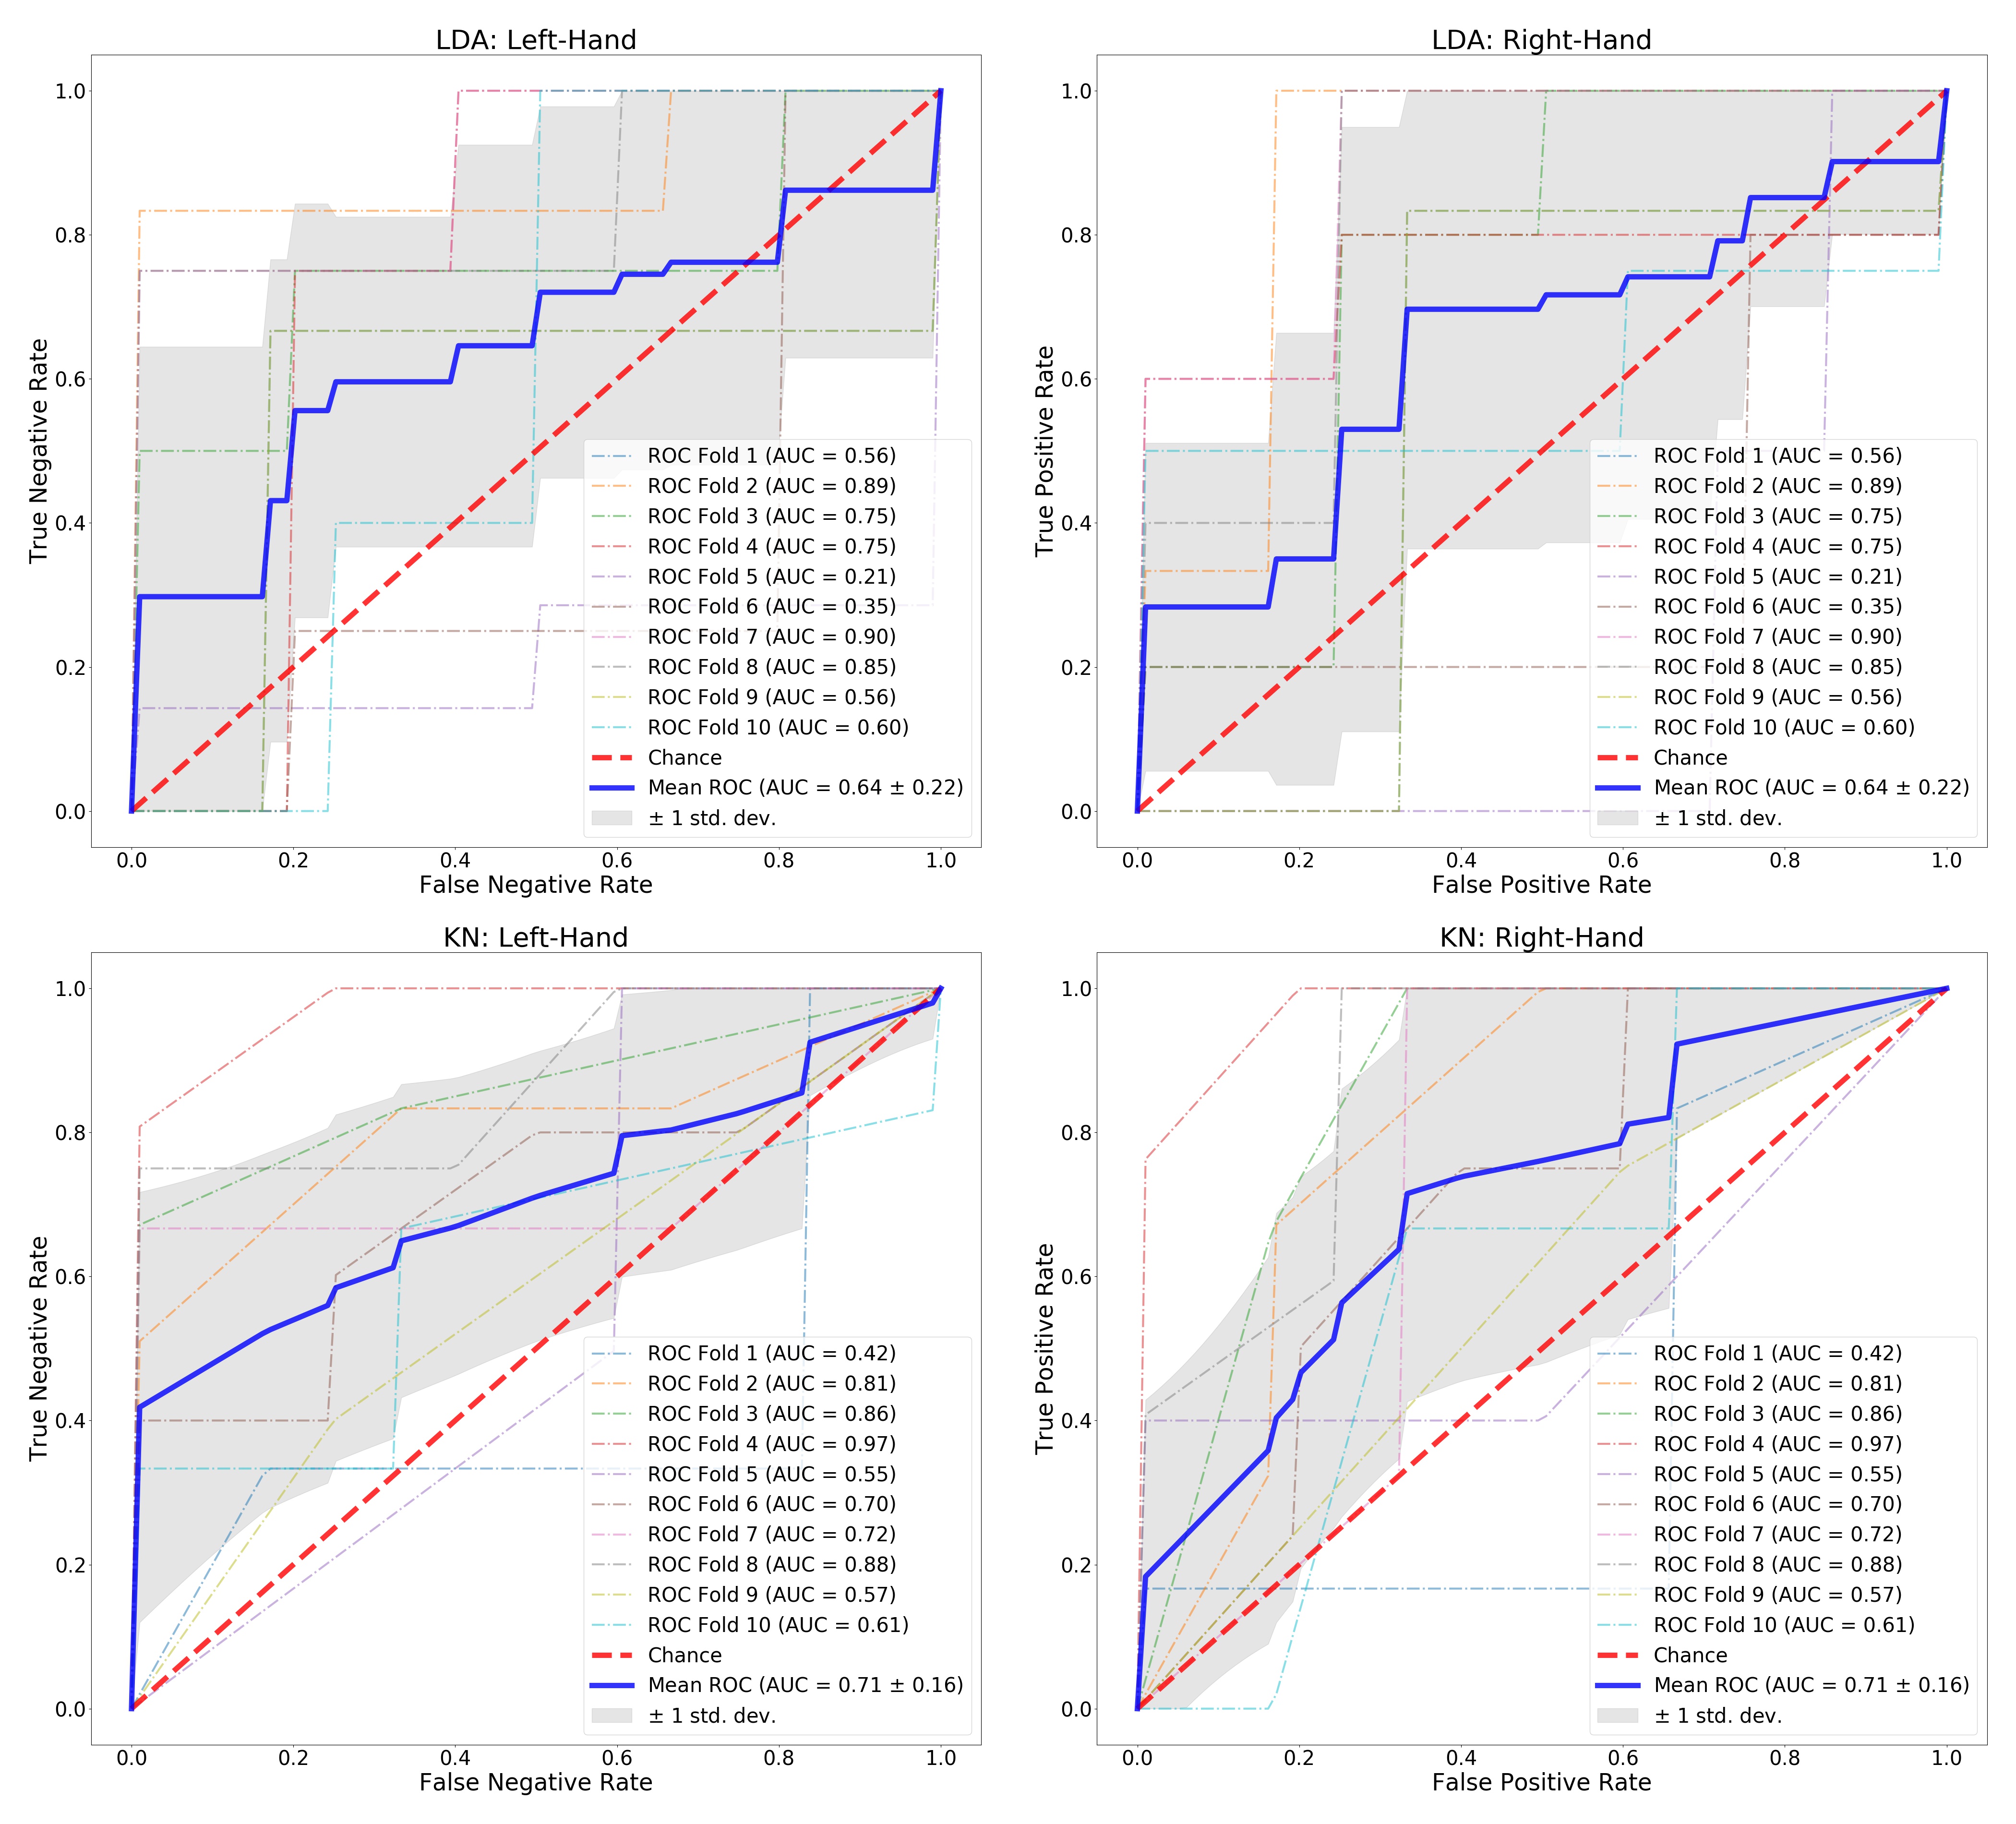 LDA: Left-Hand
True Negative Rate
1.0
0.8
0.6
0.4
0.2
0.0
ROC Fold 1 (AUC = 0.56)
ROC Fold 2 (AUC = 0.89)
ROC Fold 3 (AUC = 0.75)
ROC Fold 4 (AUC = 0.75)
ROC Fold 5 (AUC = 0.21)
ROC Fold 6 (AUC = 0.35)
ROC Fold 7 (AUC = 0.90)
ROC Fold 8 (AUC = 0.85)
ROC Fold 9 (AUC = 0.56)
ROC Fold 10 (AUC = 0.60)
Chance
Mean ROC (AUC = 0.64 ± 0.22)
± 1 std. dev.
0.0 0.2 0.4 0.6 0.8 1.0
False Negative Rate
LDA: Right-Hand
True Positive Rate
1.0
0.8
0.6
0.4
0.2
0.0
ROC Fold 1 (AUC = 0.56)
ROC Fold 2 (AUC = 0.89)
ROC Fold 3 (AUC = 0.75)
ROC Fold 4 (AUC = 0.75)
ROC Fold 5 (AUC = 0.21)
ROC Fold 6 (AUC = 0.35)
ROC Fold 7 (AUC = 0.90)
ROC Fold 8 (AUC = 0.85)
ROC Fold 9 (AUC = 0.56)
ROC Fold 10 (AUC = 0.60)
Chance
Mean ROC (AUC = 0.64 ± 0.22)
± 1 std. dev.
0.0 0.2 0.4 0.6 0.8 1.0
False Positive Rate
KN: Left-Hand
True Negative Rate
1.0
0.8
0.6
0.4
0.2
0.0
ROC Fold 1 (AUC = 0.42)
ROC Fold 2 (AUC = 0.81)
ROC Fold 3 (AUC = 0.86)
ROC Fold 4 (AUC = 0.97)
ROC Fold 5 (AUC = 0.55)
ROC Fold 6 (AUC = 0.70)
ROC Fold 7 (AUC = 0.72)
ROC Fold 8 (AUC = 0.88)
ROC Fold 9 (AUC = 0.57)
ROC Fold 10 (AUC = 0.61)
Chance
Mean ROC (AUC = 0.71 ± 0.16)
± 1 std. dev.
0.0 0.2 0.4 0.6 0.8 1.0
False Negative Rate
KN: Right-Hand
True Positive Rate
1.0
0.8
0.6
0.4
0.2
0.0
ROC Fold 1 (AUC = 0.42)
ROC Fold 2 (AUC = 0.81)
ROC Fold 3 (AUC = 0.86)
ROC Fold 4 (AUC = 0.97)
ROC Fold 5 (AUC = 0.55)
ROC Fold 6 (AUC = 0.70)
ROC Fold 7 (AUC = 0.72)
ROC Fold 8 (AUC = 0.88)
ROC Fold 9 (AUC = 0.57)
ROC Fold 10 (AUC = 0.61)
Chance
Mean ROC (AUC = 0.71 ± 0.16)
± 1 std. dev.
0.0 0.2 0.4 0.6 0.8 1.0
False Positive Rate